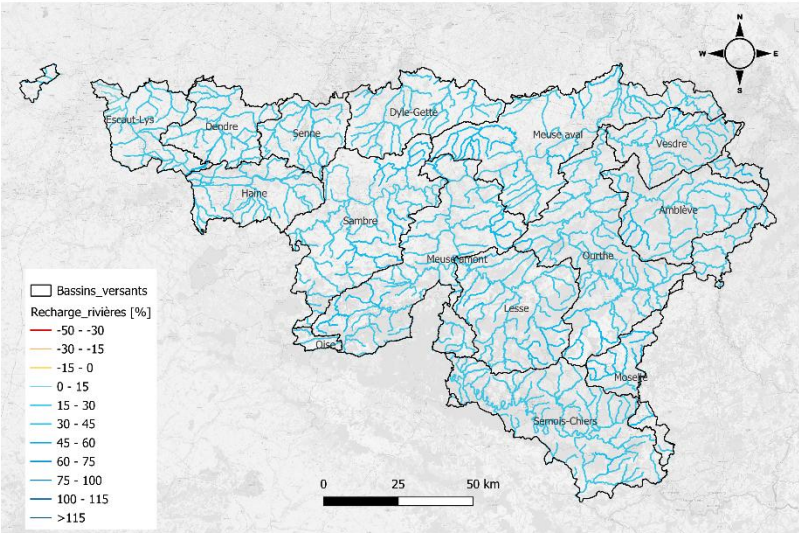 N
W E
S
Escaut-Lys
Dendre
Senne
Dyle-Gette
Meuse aval
Vesdre
Haine
Sambre
Amblève
Meuse amont
Ourthe
Lesse
Oise
Moselle
Semois-Chiers
Bassins_versants
Recharge_rivières [%]
-50 - -30
-30 - -15
-15 - 0
0 - 15
15 - 30
30 - 45
45 - 60
60 - 75
75 - 100
100 - 115
>115
0 25 50 km